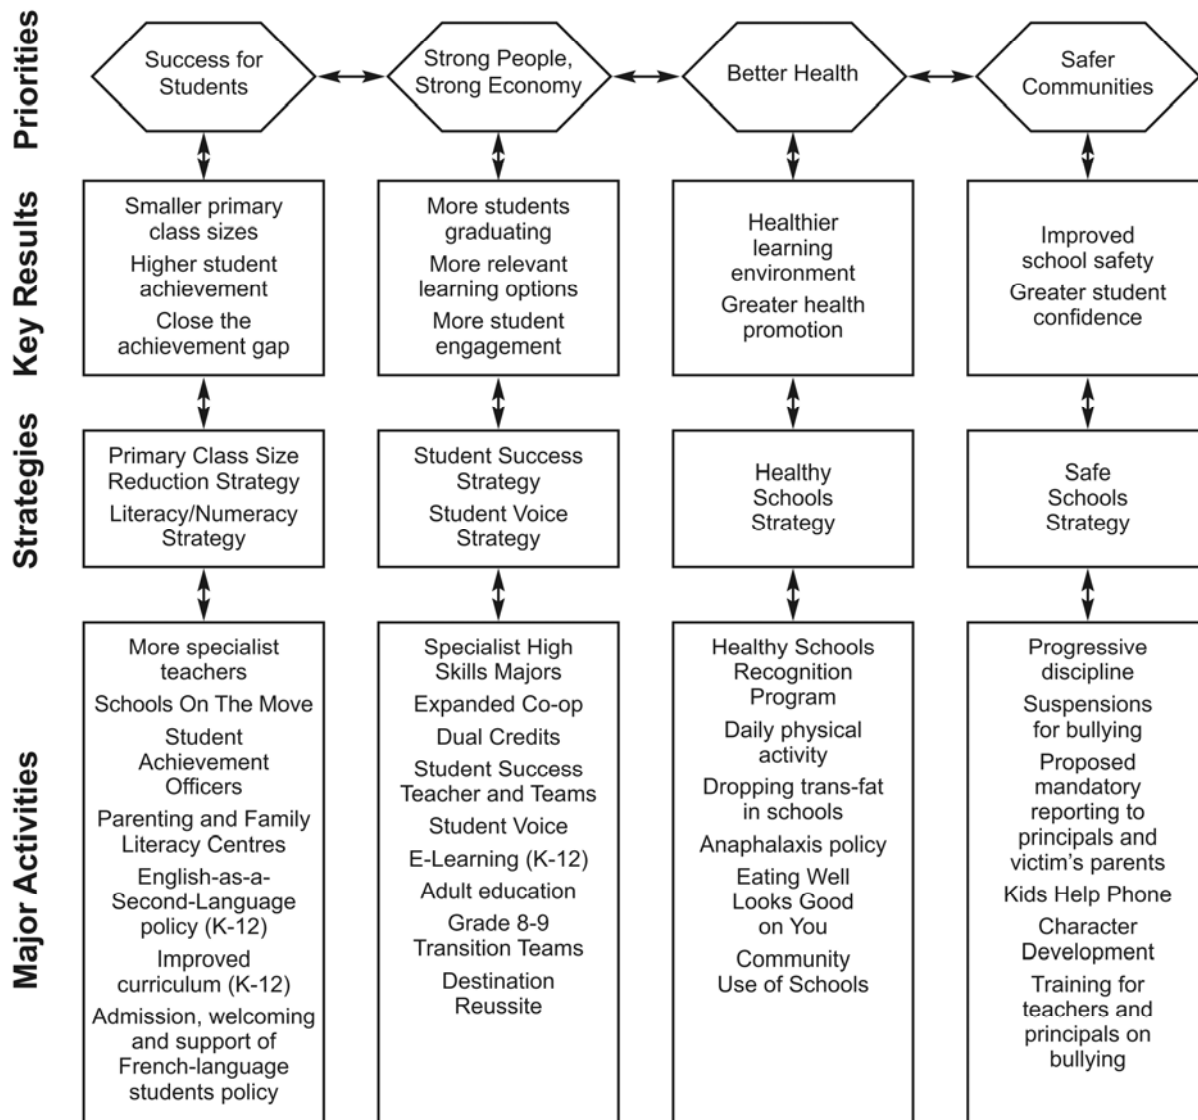 Priorities
Success for
Students
Strong People,
Strong Economy
Better Health
Safer
Communities
Key Results
Smaller primary
class sizes
Higher student
achievement
Close the
achievement gap
More students
graduating
More relevant
learning options
More student
engagement
Healthier
learning
environment
Greater health
promotion
Improved
school safety
Greater student
confidence
Strategies
Primary Class Size
Reduction Strategy
Literacy/Numeracy
Strategy
Student Success
Strategy
Student Voice
Strategy
Healthy
Schools
Strategy
Safe
Schools
Strategy
Major Activities
More specialist
teachers
Schools On The Move
Student
Achievement
Officers
Parenting and Family
Literacy Centres
English-as-a-
Second-Language
policy (K-12)
Improved
curriculum (K-12)
Admission, welcoming
and support of
French-language
students policy
Specialist High
Skills Majors
Expanded Co-op
Dual Credits
Student Success
Teacher and Teams
Student Voice
E-Learning (K-12)
Adult education
Grade 8-9
Transition Teams
Destination
Reussite
Healthy Schools
Recognition
Program
Daily physical
activity
Dropping trans-fat
in schools
Anaphalaxis policy
Eating Well
Looks Good
on You
Community
Use of Schools
Progressive
discipline
Suspensions
for bullying
Proposed
mandatory
reporting to
principals and
victim's parents
Kids Help Phone
Character
Development
Training for
teachers and
principals on
bullying